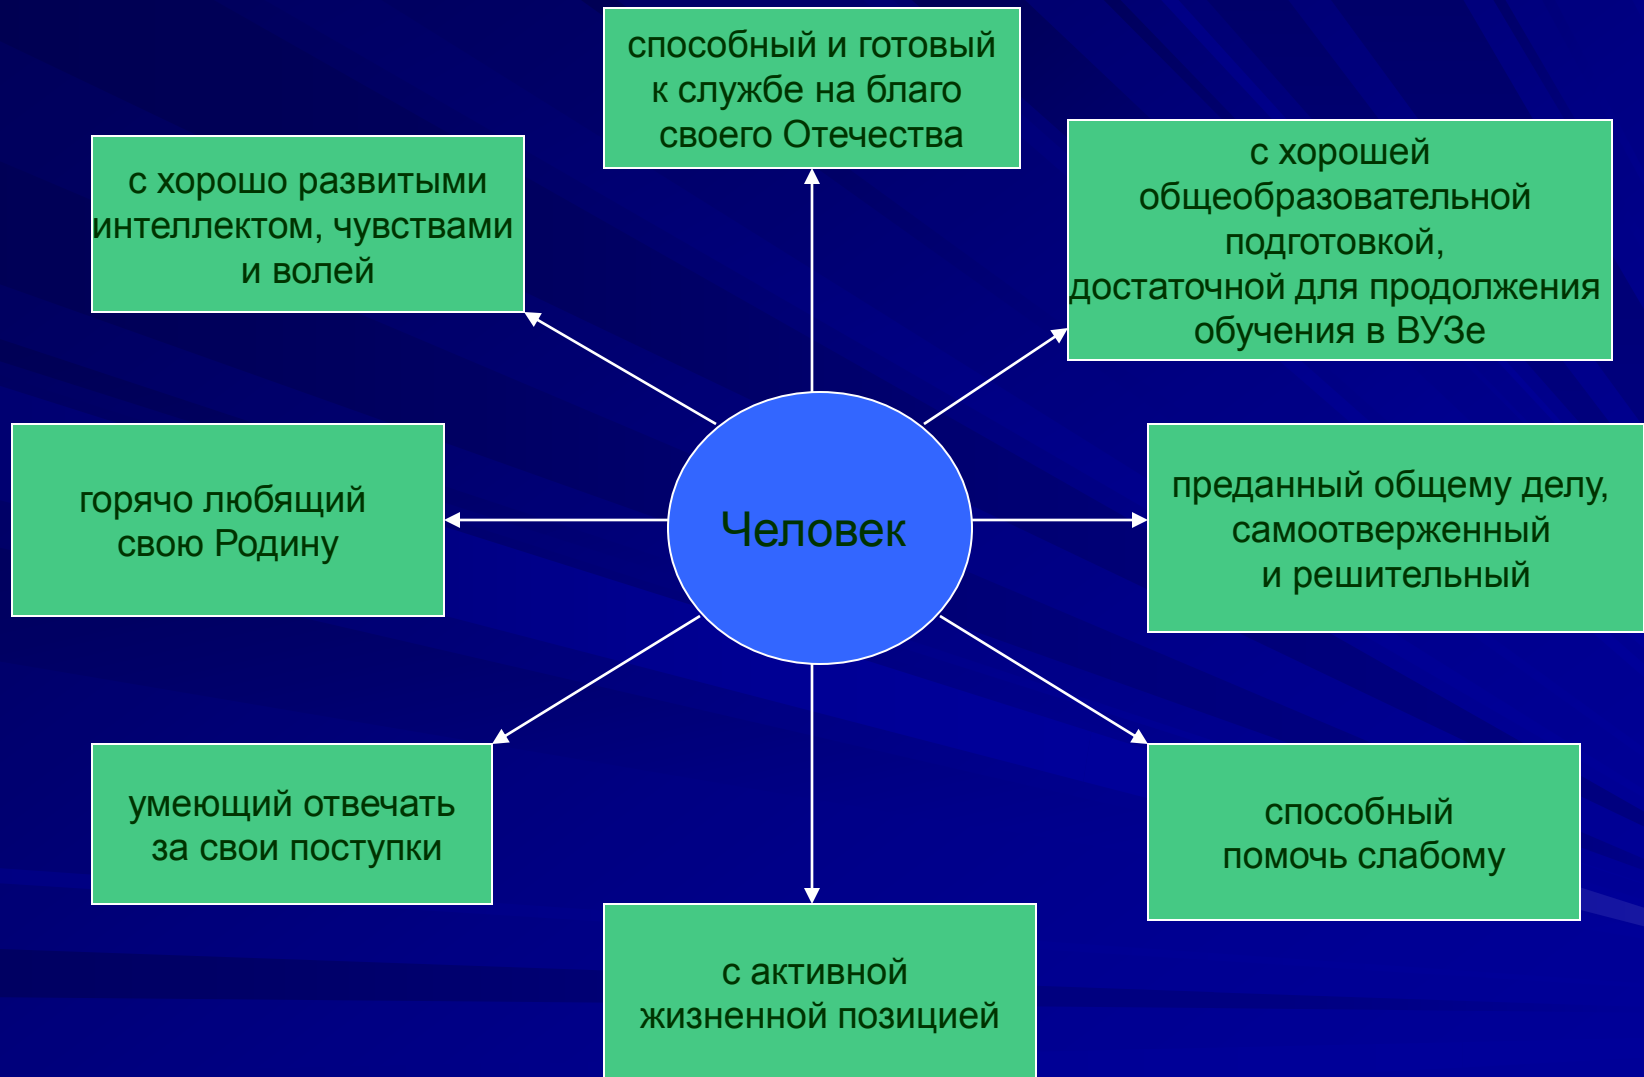 способный и готовый
к службе на благо
своего Отечества
с хорошо развитыми
интеллектом, чувствами
и волей
с хорошей
общеобразовательной
подготовкой,
достаточной для продолжения
обучения в ВУЗе
горячо любящий
свою Родину
Человек
преданный общему делу,
самоотверженный
и решительный
умеющий отвечать
за свои поступки
способный
помочь слабому
с активной
жизненной позицией